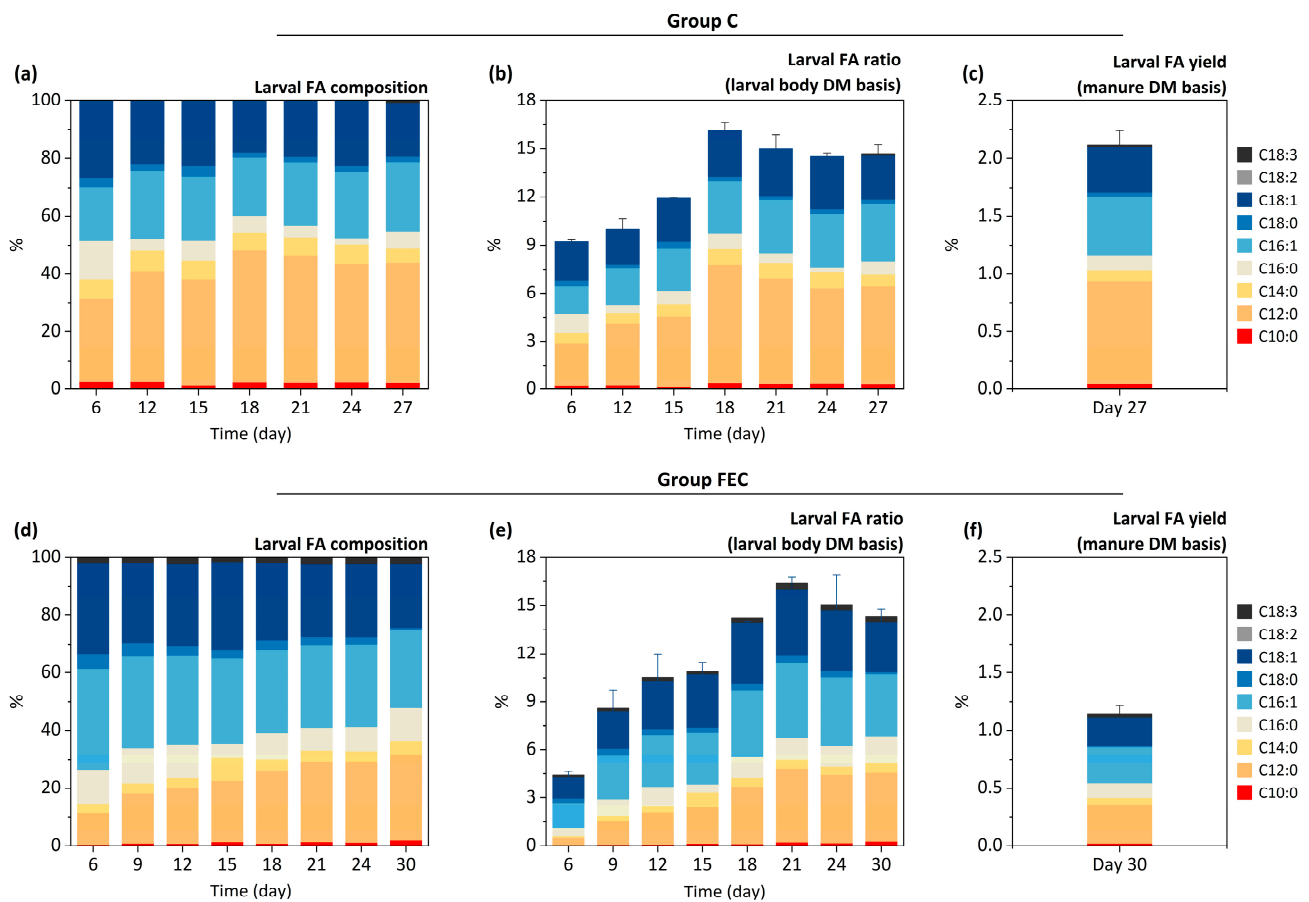 Group C
(a)
Larval FA composition
100
80
60
40
20
0
%
6 12 15 18 21 24 27
Time (day)
(b)
Larval FA ratio
(larval body DM basis)
18
15
12
9
6
3
0
%
6 12 15 18 21 24 27
Time (day)
(c)
Larval FA yield
(manure DM basis)
2.5
2.0
1.5
1.0
0.5
0.0
%
Day 27
C18:3
C18:2
C18:1
C18:0
C16:1
C16:0
C14:0
C12:0
C10:0
Group FEC
(d)
Larval FA composition
100
80
60
40
20
0
%
6 9 12 15 18 21 24 30
Time (day)
(e)
Larval FA ratio
(larval body DM basis)
18
15
12
9
6
3
0
%
6 9 12 15 18 21 24 30
Time (day)
(f)
Larval FA yield
(manure DM basis)
2.5
2.0
1.5
1.0
0.5
0.0
%
Day 30
C18:3
C18:2
C18:1
C18:0
C16:1
C16:0
C14:0
C12:0
C10:0